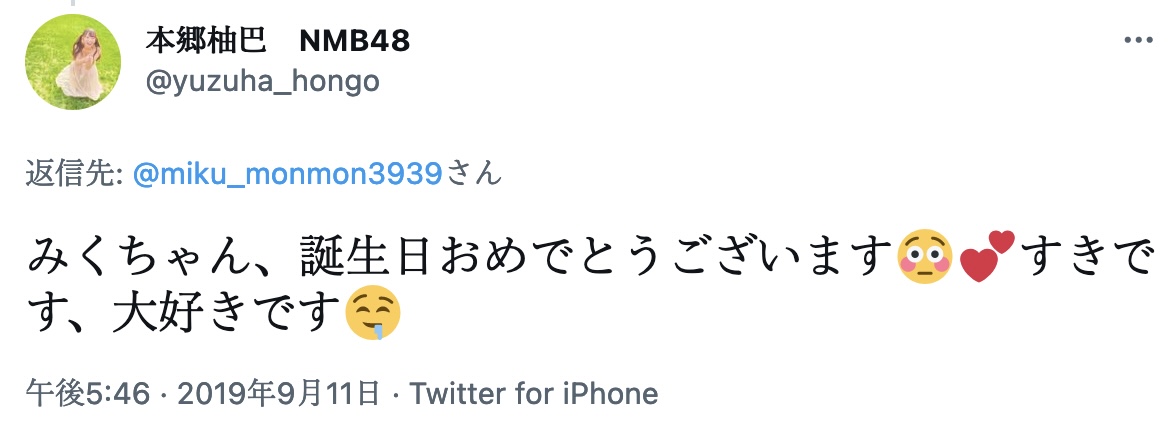 本郷柚巴　NMB48
@yuzuha_hongo
返信先: @miku_monmon3939さん
みくちゃん、誕生日おめでとうございます😳💕すきで
す、大好きです🤤
午後5:46 · 2019年9月11日 · Twitter for iPhone